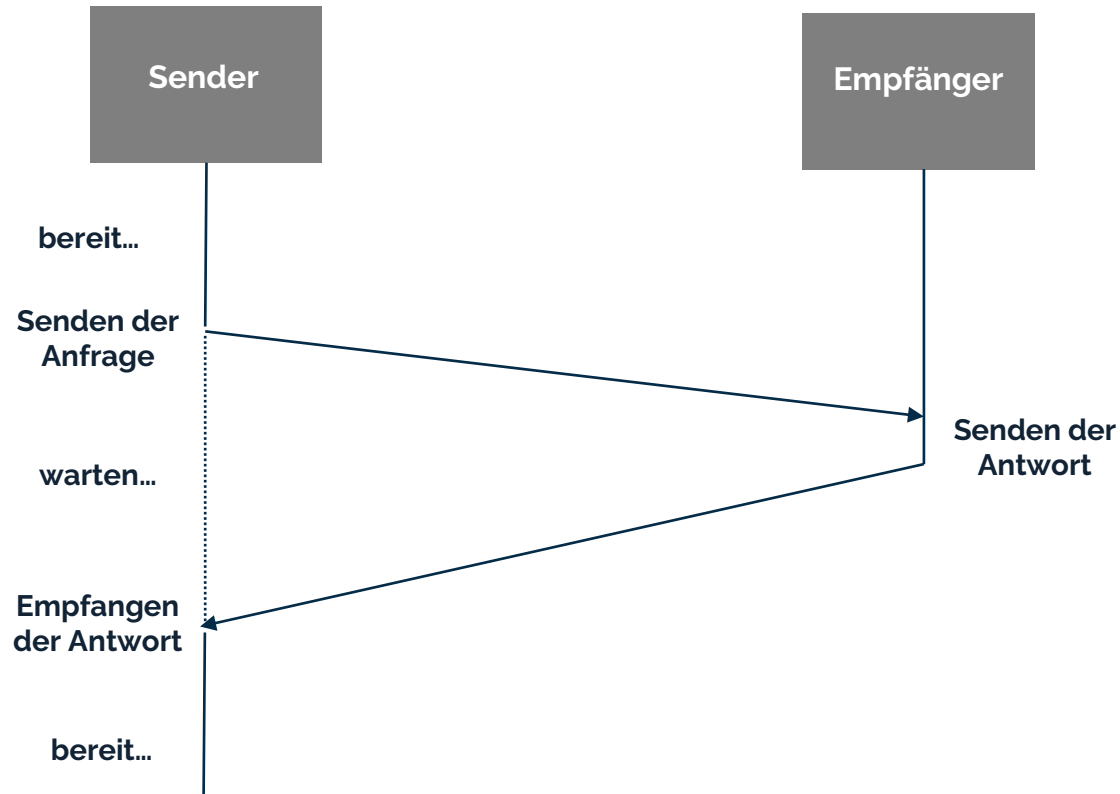 Sender
Empfänger
bereit...
Senden der
Anfrage
Senden der
Antwort
warten...
Empfangen
der Antwort
bereit...